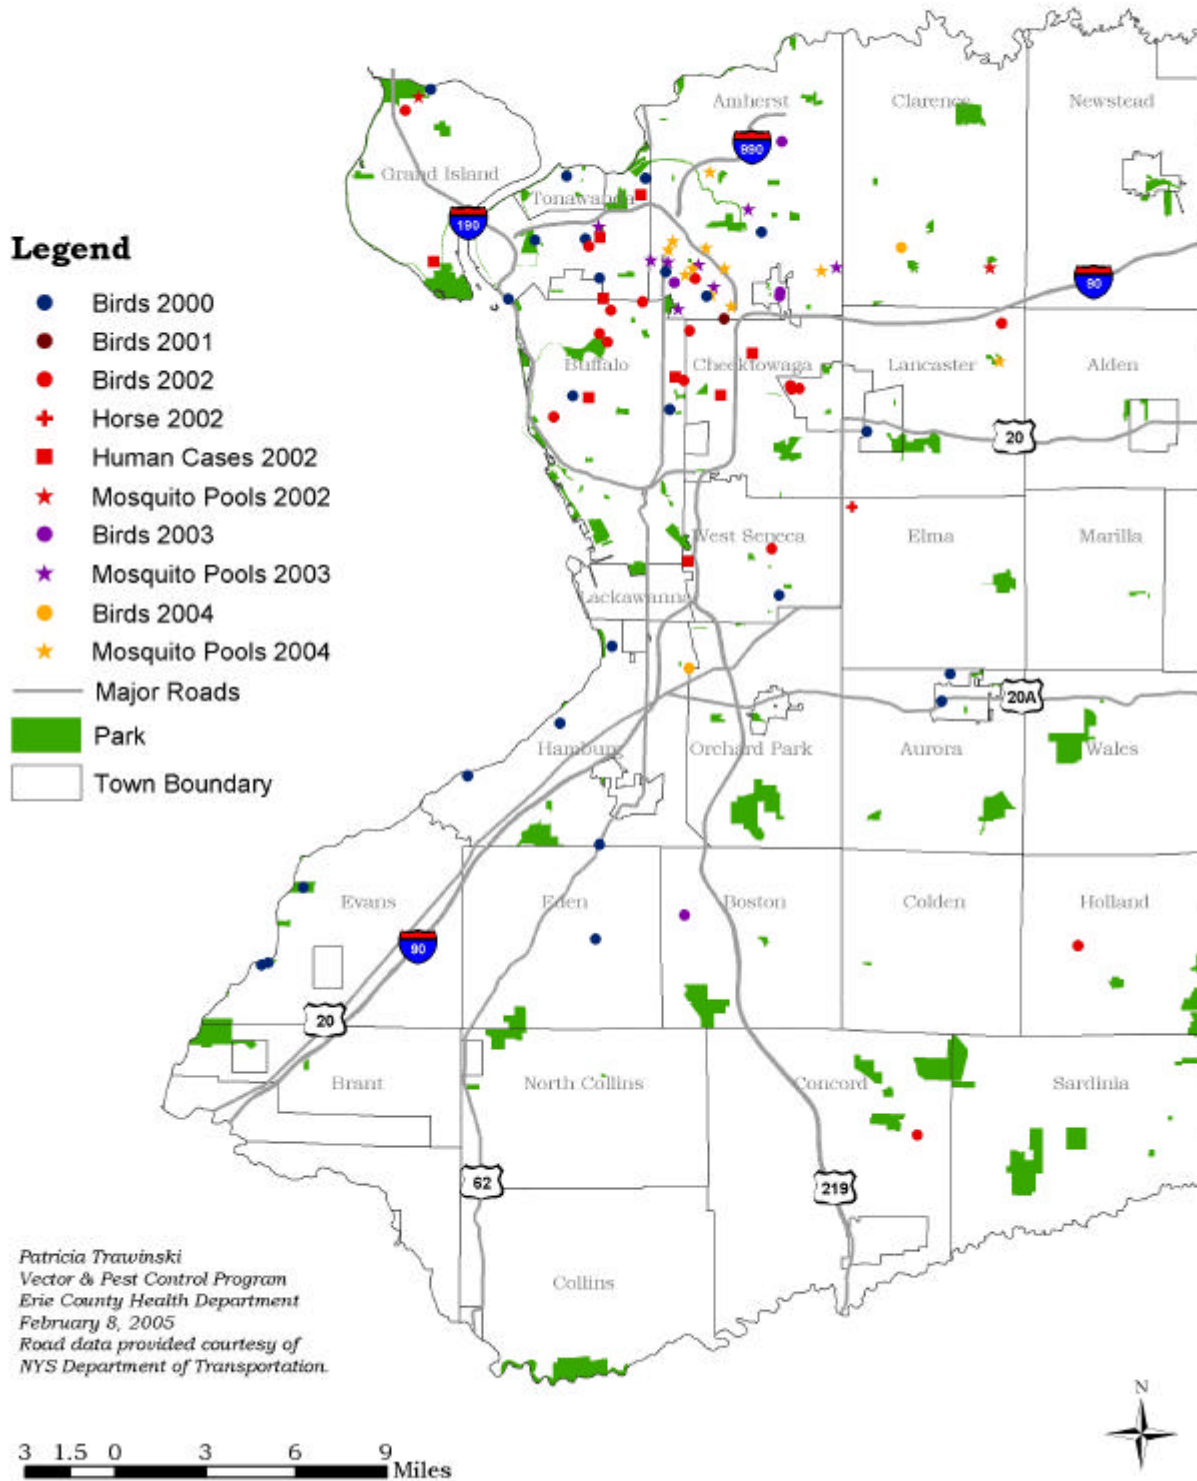 Legend
Birds 2000
Birds 2001
Birds 2002
Horse 2002
Human Cases 2002
Mosquito Pools 2002
Birds 2003
Mosquito Pools 2003
Birds 2004
Mosquito Pools 2004
Major Roads
Park
Town Boundary
Amherst
Clarence
Newstead
990
Grand Island
Tonawanda
190
90
Buffalo
Cheektowaga
Lancaster
Alden
20
West Seneca
Elma
Marilla
Lackawanna
20A
Hamburg
Orchard Park
Aurora
Wales
Evans
Eden
Boston
Colden
Holland
90
20
Brant
North Collins
Concord
Sardinia
62
219
Collins
Patricia Trawinski
Vector & Pest Control Program
Erie County Health Department
February 8, 2005
Road data provided courtesy of
NYS Department of Transportation.
N
3 1.5 0 3 6 9
Miles